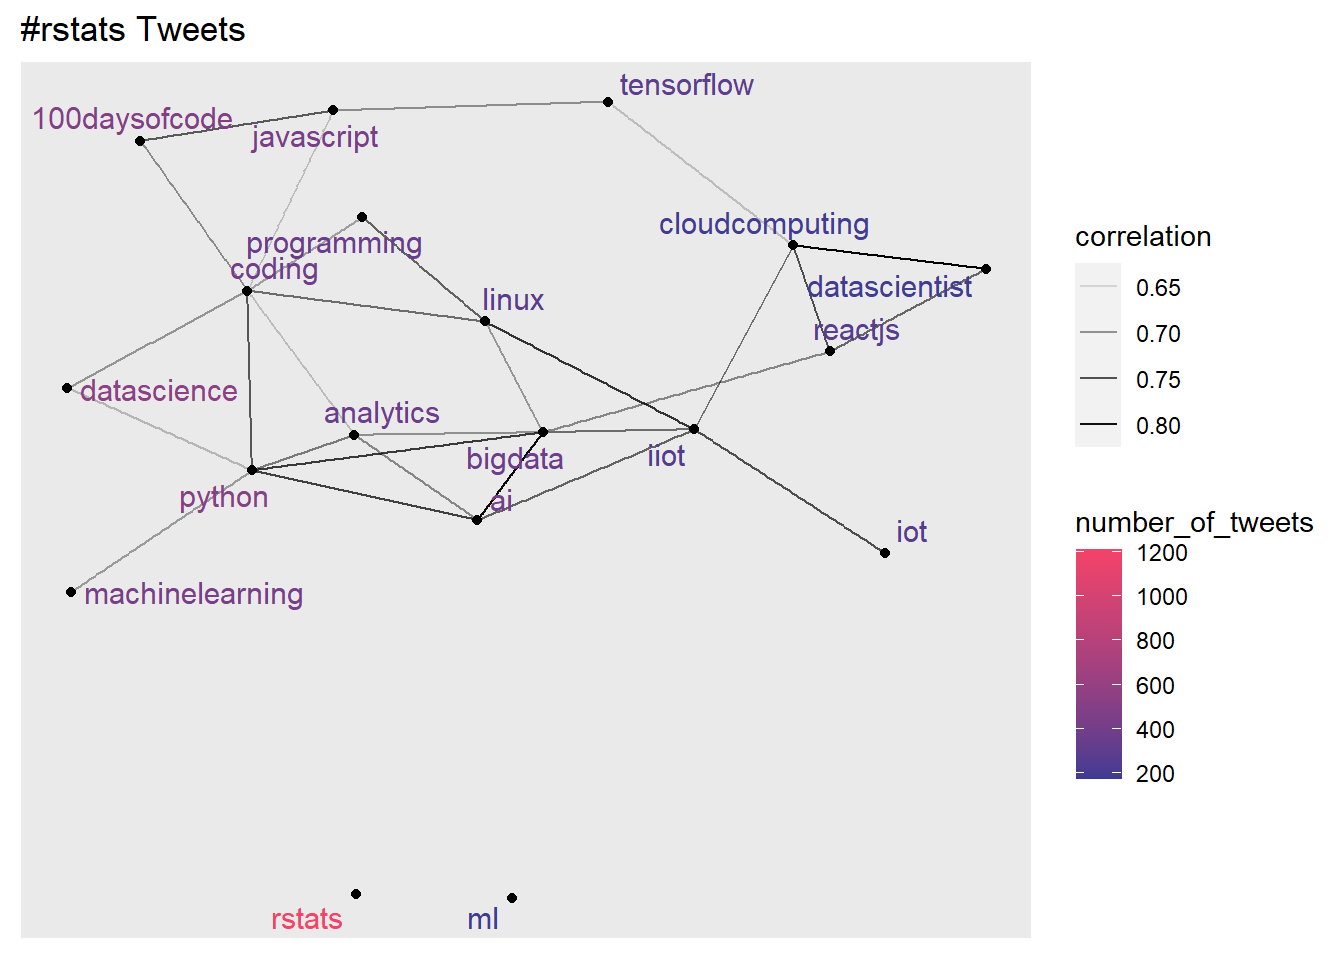 #rstats Tweets
tensorflow
100daysofcode
javascript
cloudcomputing
programming
coding
datascientist
linux
reactjs
datascience
analytics
bigdata
iiot
python
ai
iot
machinelearning
rstats
ml
correlation
0.65
0.70
0.75
0.80
number_of_tweets
1200
1000
800
600
400
200